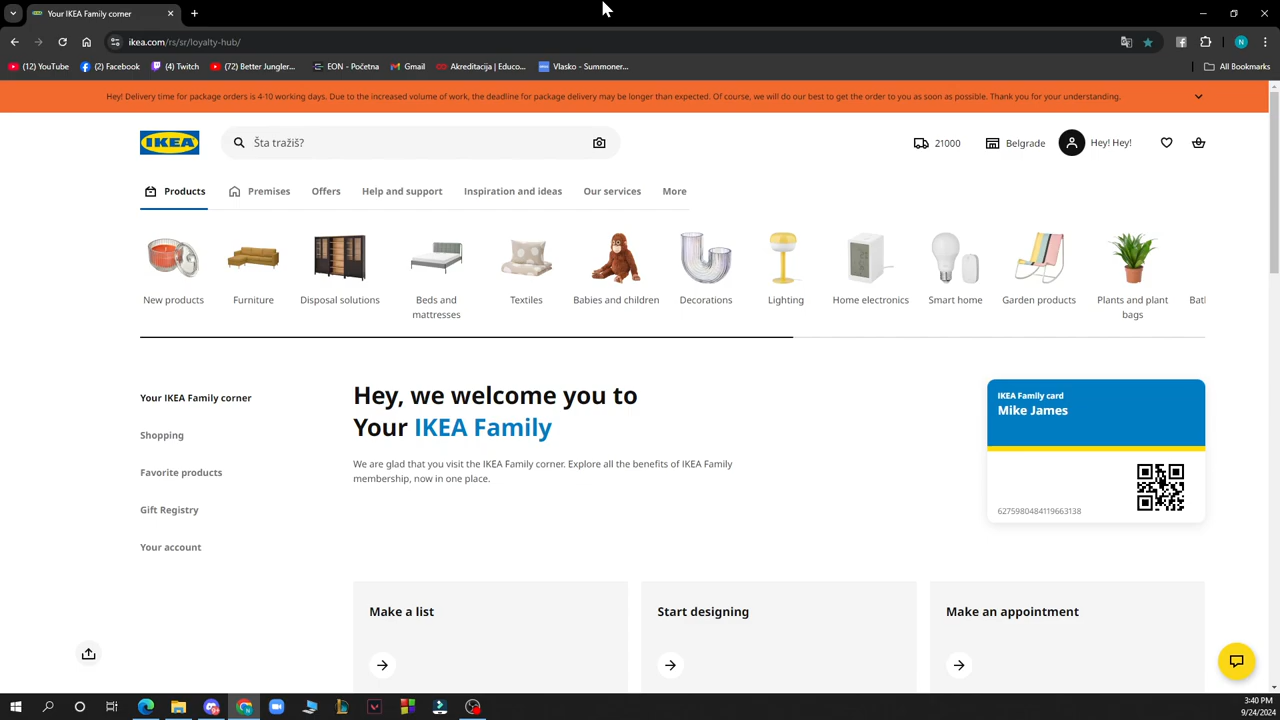 Your IKEA Family corner
ikea.com/rs/sr/loyalty-hub/
N
(12) YouTube
(2) Facebook
(4) Twitch
(72) Better Jungler...
EON - Početna
Gmail
Akreditacija | Educo...
Vlasko - Summoner...
All Bookmarks
Hey! Delivery time for package orders is 4-10 working days. Due to the increased volume of work, the deadline for package delivery may be longer than expected. Of course, we will do our best to get the order to you as soon as possible. Thank you for your understanding.
IKEA
Šta tražiš?
21000
Belgrade
Hey! Hey!
Products
Premises
Offers
Help and support
Inspiration and ideas
Our services
More
New products
Furniture
Disposal solutions
Beds and
mattresses
Textiles
Babies and children
Decorations
Lighting
Home electronics
Smart home
Garden products
Plants and plant
bags
Batl
Your IKEA Family corner
Shopping
Favorite products
Gift Registry
Your account
Hey, we welcome you to
Your IKEA Family
We are glad that you visit the IKEA Family corner. Explore all the benefits of IKEA Family
membership, now in one place.
IKEA Family card
Mike James
6275980484119663138
Make a list
Start designing
Make an appointment
3:40 PM
9/24/2024